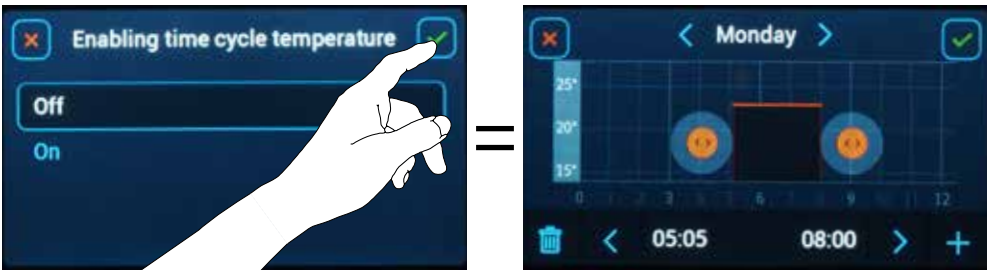 Enabling time cycle temperature
Off
On
=
Monday
25°
20°
15°
0 3 6 9 12
05:05 08:00